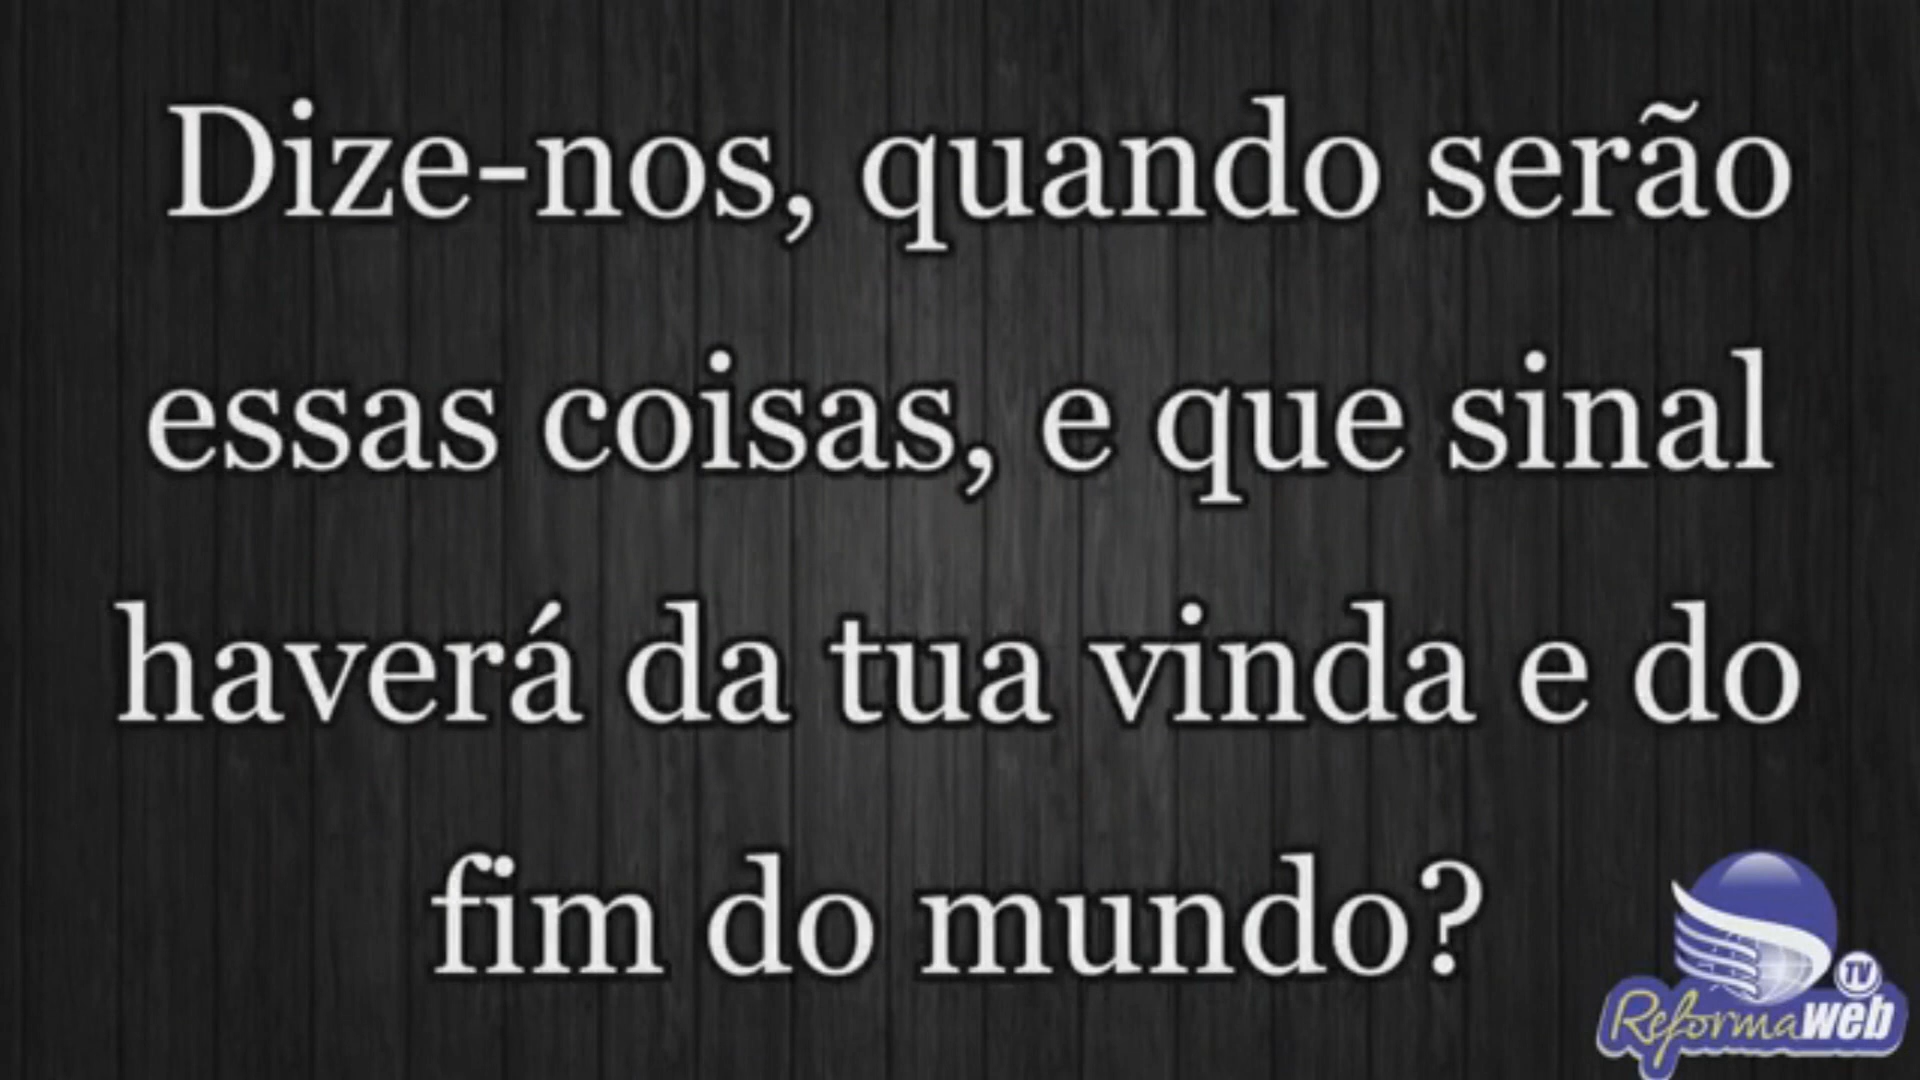 Dize-nos, quando serão
essas coisas, e que sinal
haverá da tua vinda e do
fim do mundo?
TV
Reformaweb